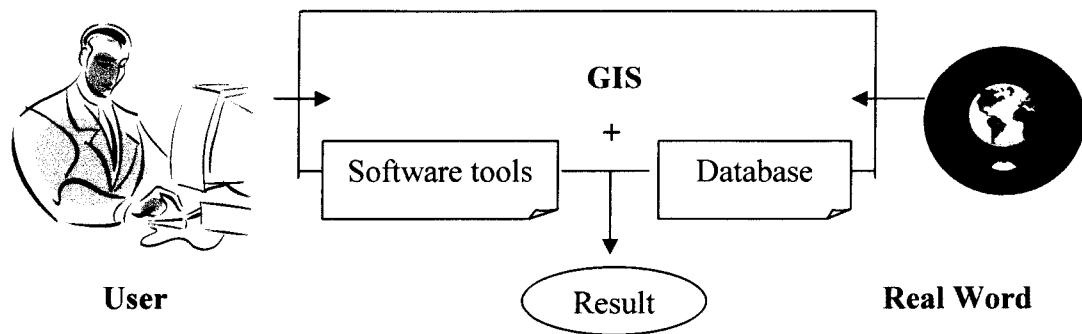 GIS
+
Software tools
Database
User
Result
Real Word